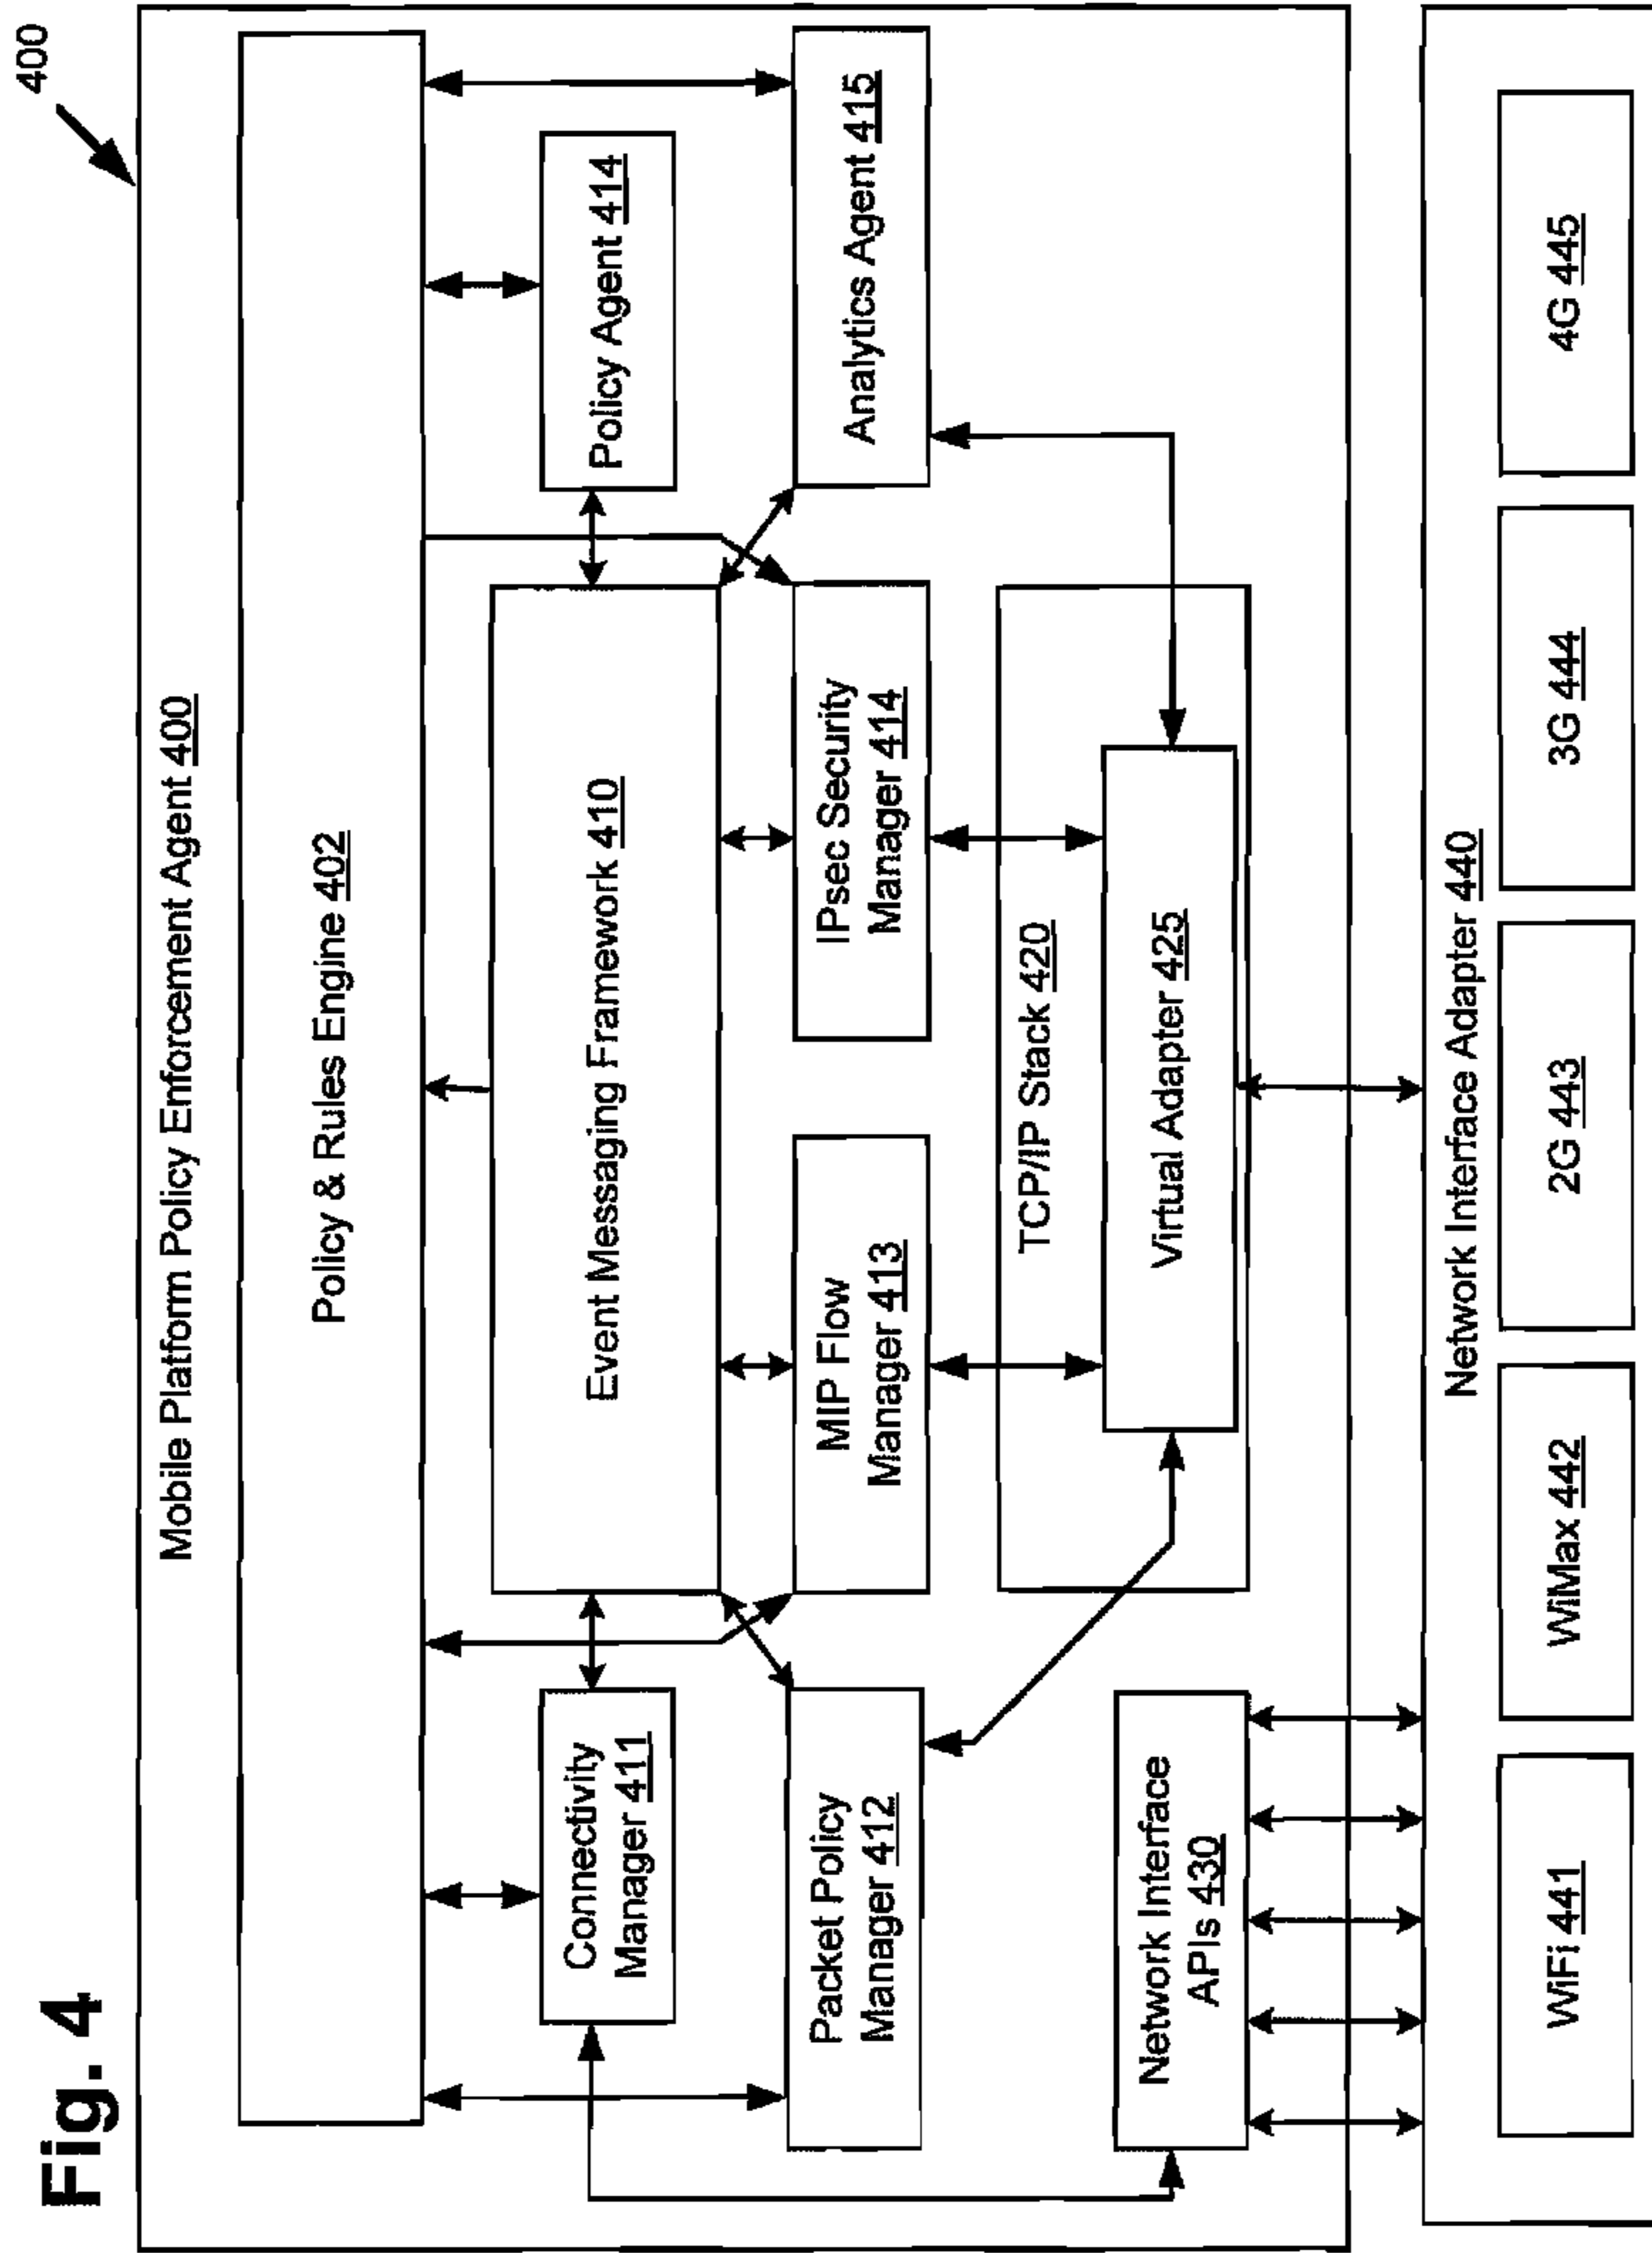 Fig. 4
400
Mobile Platform Policy Enforcement Agent 400
Policy & Rules Engine 402
Event Messaging Framework 410
Connectivity
Manager 411
Policy Agent 414
Packet Policy
Manager 412
MIP Flow
Manager 413
IPsec Security
Manager 414
Analytics Agent 415
TCP/IP Stack 420
Virtual Adapter 425
Network Interface
APIs 430
Network Interface Adapter 440
WiFi 441
WiMax 442
2G 443
3G 444
4G 445